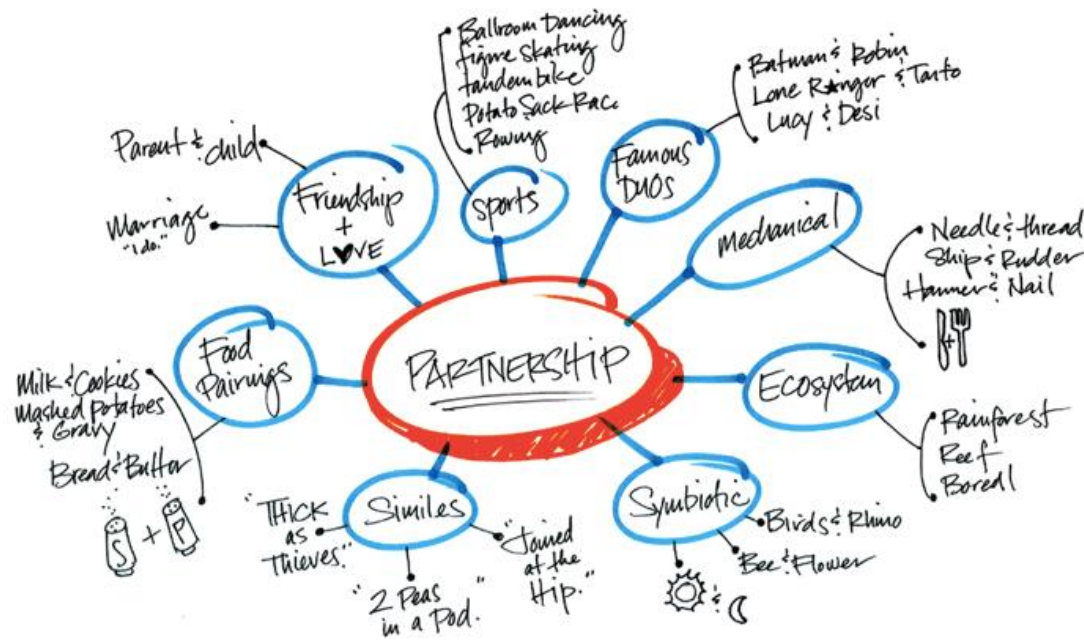 PARTNERSHIP
Friendship
+
LOVE
Parent & child
Marriage
"I do."
sports
Ballroom Dancing
figure skating
tandem bike
Potato Sack Race
Rowing
Famous
DUOS
Batman & Robin
Lone Ranger & Tonto
Lucy & Desi
Mechanical
Needle & thread
Ship & Rudder
Hammer & Nail
+
Ecosystem
Rainforest
Reef
Boreal
Symbiotic
Birds & Rhino
Bee & Flower
&
Similes
"Joined
at the
Hip."
"2 Peas
in a Pod."
"THICK
as
Thieves."
Food
Pairings
Milk & Cookies
Mashed Potatoes
& Gravy
Bread & Butter
S + P